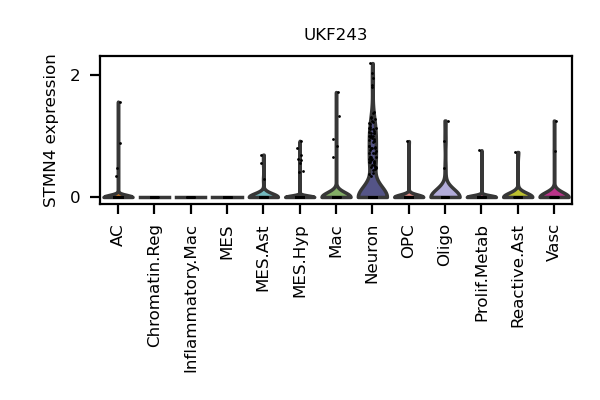 UKF243
STMN4 expression
2
0
AC
Chromatin.Reg
Inflammatory.Mac
MES
MES.Ast
MES.Hyp
Mac
Neuron
OPC
Oligo
Prolif.Metab
Reactive.Ast
Vasc